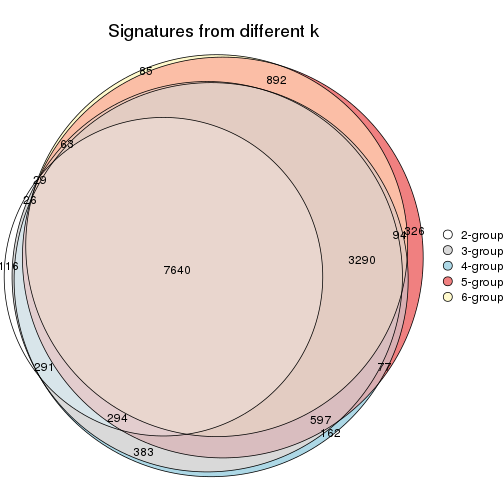 Signatures from different k
85
892
63
29
26
94
326
116
7640
3290
2-group
3-group
4-group
5-group
6-group
291
77
294
597
162
383